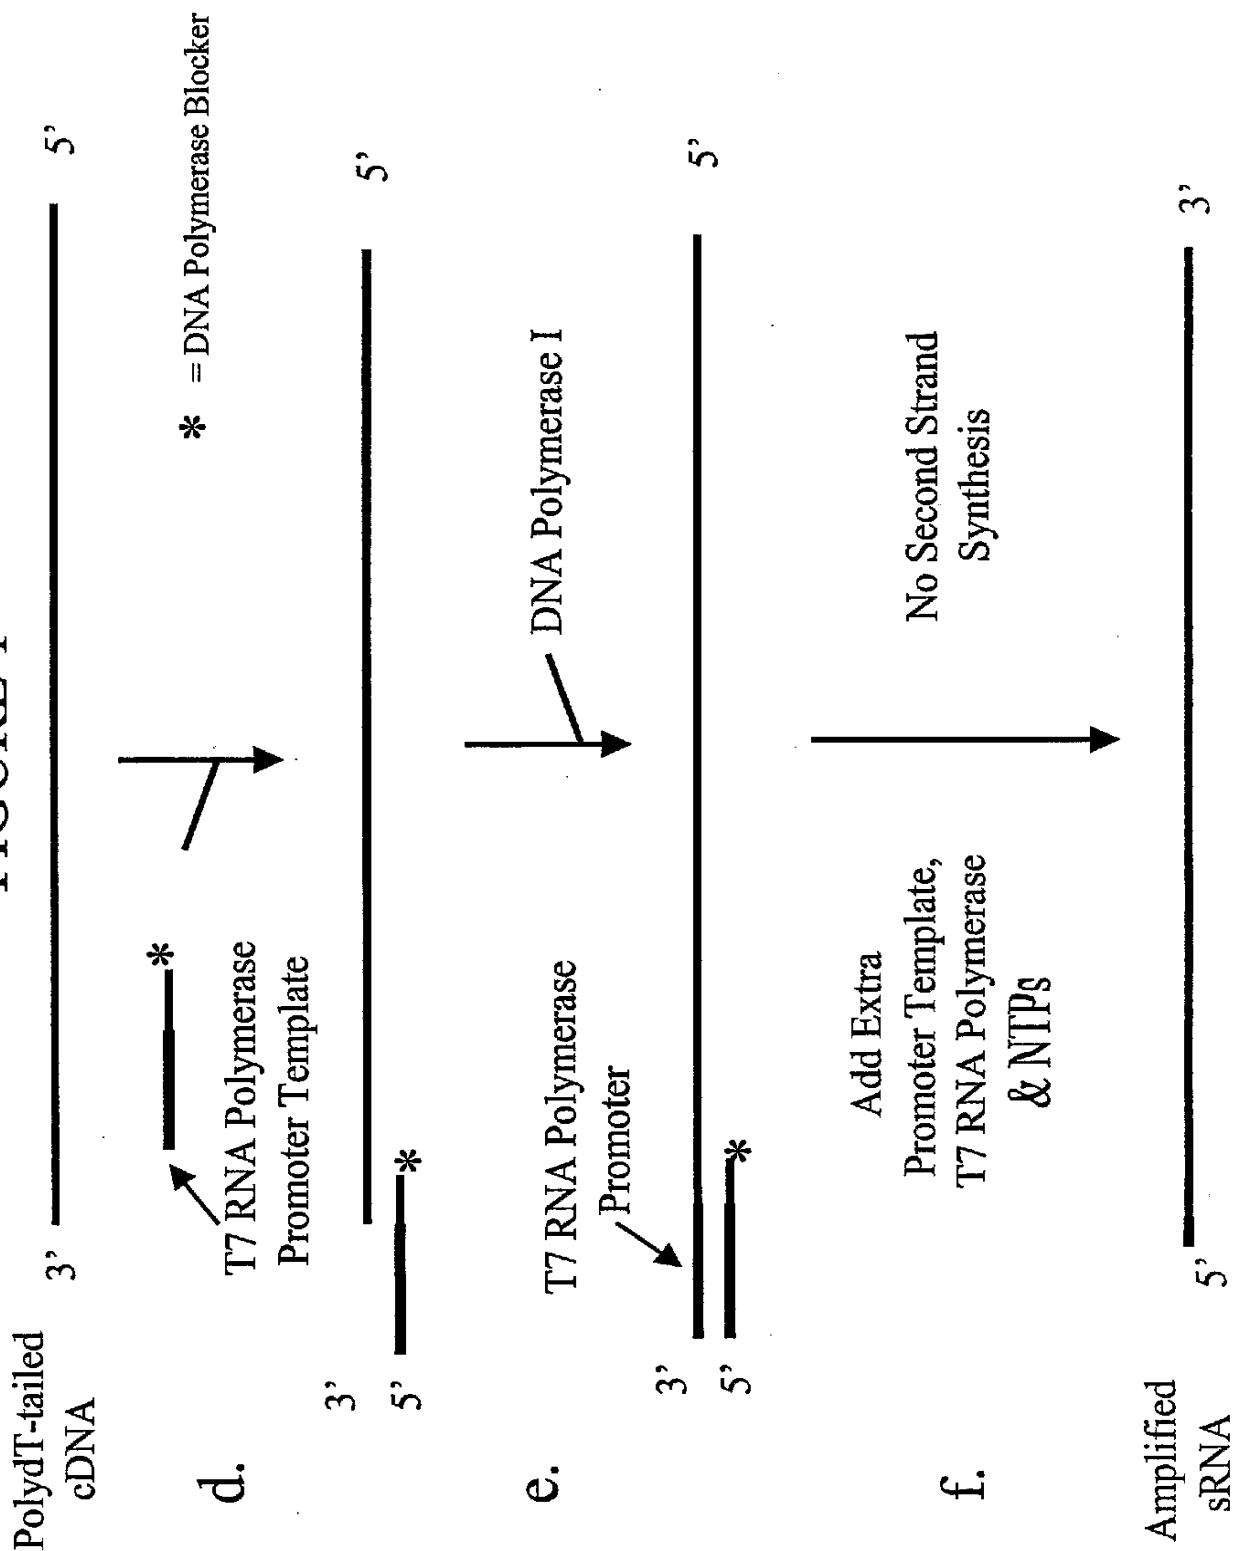 PolydT-tailed
cDNA
3’
5’
d.
*
T7 RNA Polymerase
Promoter Template
* = DNA Polymerase Blocker
3’
5’
5’
*
e.
DNA Polymerase I
T7 RNA Polymerase
Promoter
3’
5’
5’
*
f.
Add Extra
Promoter Template,
T7 RNA Polymerase
& NTPs
No Second Strand
Synthesis
Amplified
sRNA
5’
3’